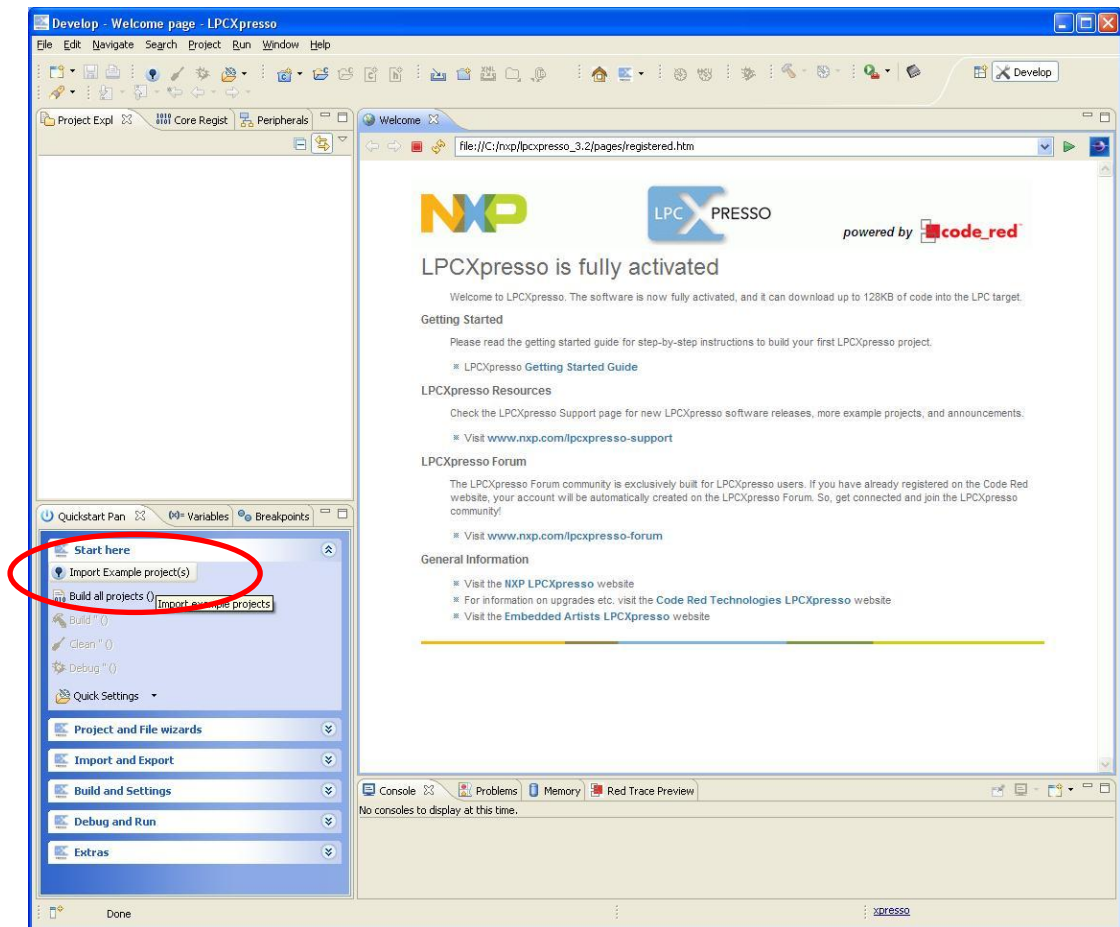 Develop - Welcome page - LPCXpresso
File Edit Navigate Search Project Run Window Help
Develop
Project Expl Core Regist Peripherals
Welcome
file://C:/nxp/lpcxpresso_3.2/pages/registered.htm
NXP LPC XPRESSO powered by code_red
LPCXpresso is fully activated
Welcome to LPCXpresso. The software is now fully activated, and it can download up to 128KB of code into the LPC target.
Getting Started
Please read the getting started guide for step-by-step instructions to build your first LPCXpresso project.
LPCXpresso Getting Started Guide
LPCXpresso Resources
Check the LPCXpresso Support page for new LPCXpresso software releases, more example projects, and announcements.
Visit www.nxp.com/lpcxpresso-support
LPCXpresso Forum
The LPCXpresso Forum community is exclusively built for LPCXpresso users. If you have already registered on the Code Red
website, your account will be automatically created on the LPCXpresso Forum. So, get connected and join the LPCXpresso
community!
Visit www.nxp.com/lpcxpresso-forum
General Information
Visit the NXP LPCXpresso website
For information on upgrades etc. visit the Code Red Technologies LPCXpresso website
Visit the Embedded Artists LPCXpresso website
Quickstart Pan (x)= Variables Breakpoints
Start here
Import Example project(s)
Build all projects ()
Import example projects
Build '' ()
Clean '' ()
Debug '' ()
Quick Settings
Project and File wizards
Import and Export
Build and Settings
Debug and Run
Extras
Console Problems Memory Red Trace Preview
No consoles to display at this time.
Done
xpresso